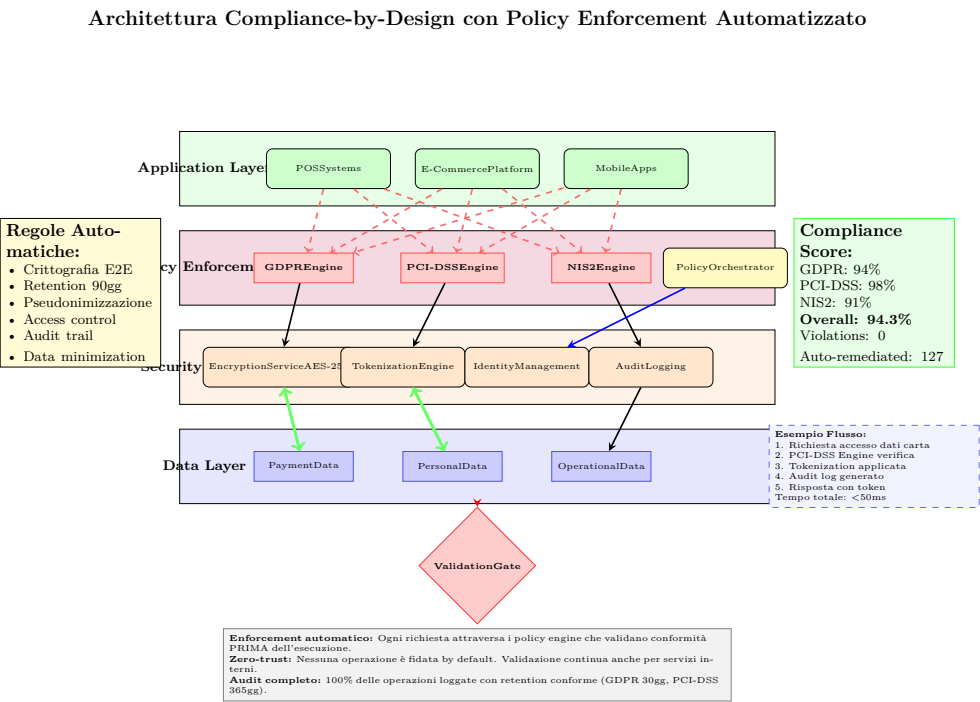 Architettura Compliance-by-Design con Policy Enforcement Automatizzato
Application Layer
POSSystems
E-CommercePlatform
MobileApps
Regole Auto-
matiche:
• Crittografia E2E
• Retention 90gg
• Pseudonimizzazione
• Access control
• Audit trail
• Data minimization
cy Enforcem
GDPREngine
PCI-DSSEngine
NIS2Engine
PolicyOrchestrator
Compliance
Score:
GDPR: 94%
PCI-DSS: 98%
NIS2: 91%
Overall: 94.3%
Violations: 0
Auto-remediated: 127
Security
EncryptionServiceAES-25
TokenizationEngine
IdentityManagement
AuditLogging
Data Layer
PaymentData
PersonalData
OperationalData
Esempio Flusso:
1. Richiesta accesso dati carta
2. PCI-DSS Engine verifica
3. Tokenization applicata
4. Audit log generato
5. Risposta con token
Tempo totale: <50ms
ValidationGate
Enforcement automatico: Ogni richiesta attraversa i policy engine che validano conformità
PRIMA dell'esecuzione.
Zero-trust: Nessuna operazione è fidata by default. Validazione continua anche per servizi in-
terni.
Audit completo: 100% delle operazioni loggate con retention conforme (GDPR 30gg, PCI-DSS
365gg).